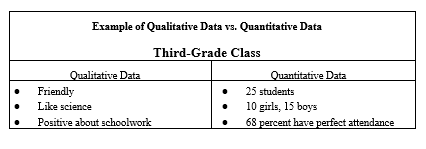 Example of Qualitative Data vs. Quantitative Data
Third-Grade Class
Qualitative Data
Quantitative Data
• Friendly
• 25 students
• Like science
• 10 girls, 15 boys
• Positive about schoolwork
• 68 percent have perfect attendance